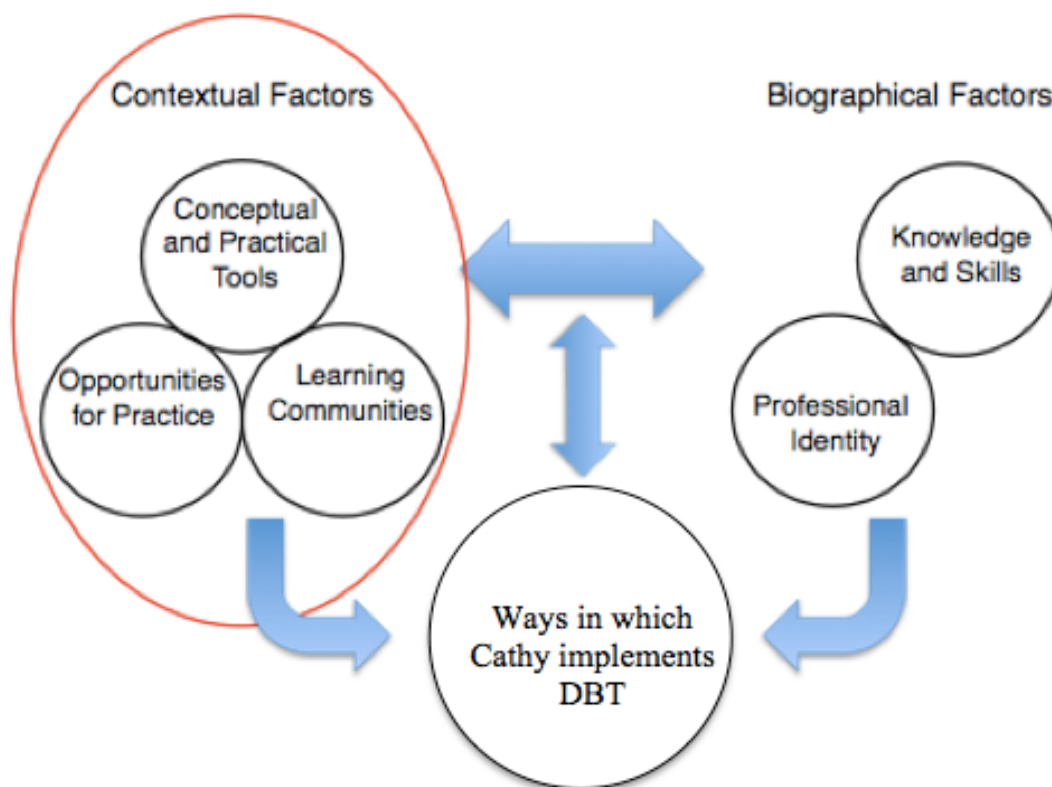 Contextual Factors
Conceptual
and Practical
Tools
Opportunities
for Practice
Learning
Communities
Biographical Factors
Knowledge
and Skills
Professional
Identity
Ways in which
Cathy implements
DBT